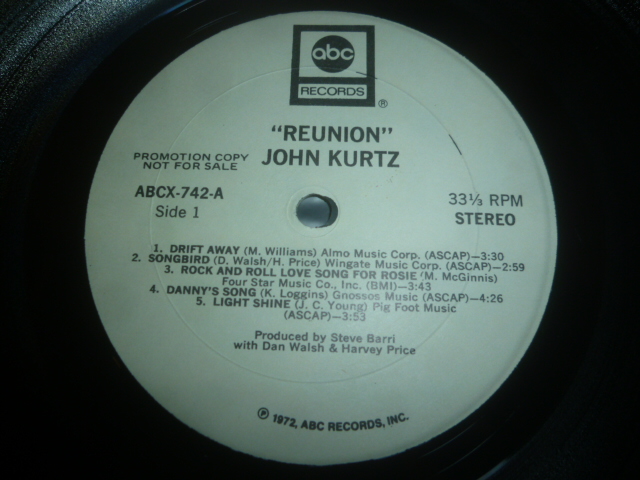 abc
RECORDS
®
"REUNION"
JOHN KURTZ
PROMOTION COPY
NOT FOR SALE
ABCX-742-A
Side 1
33⅓ RPM
STEREO
1. DRIFT AWAY (M. Williams) Almo Music Corp. (ASCAP)—3:30
2. SONGBIRD (D. Walsh/H. Price) Wingate Music Corp. (ASCAP)—2:59
3. ROCK AND ROLL LOVE SONG FOR ROSIE (M. McGinnis)
Four Star Music Co., Inc. (BMI)—3:43
4. DANNY'S SONG (K. Loggins) Gnossos Music (ASCAP)—4:26
5. LIGHT SHINE (J. C. Young) Pig Foot Music
(ASCAP)—3:53
Produced by Steve Barri
with Dan Walsh & Harvey Price
℗ 1972, ABC RECORDS, INC.